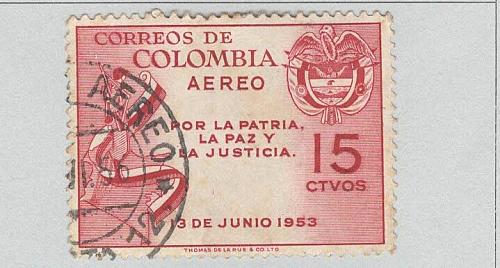 CORREOS DE
COLOMBIA
AEREO
POR LA PATRIA,
LA PAZ Y
LA JUSTICIA.
15
CTVOS
13 DE JUNIO 1953
THOMAS DE LA RUE & CO. LTD
AEREO